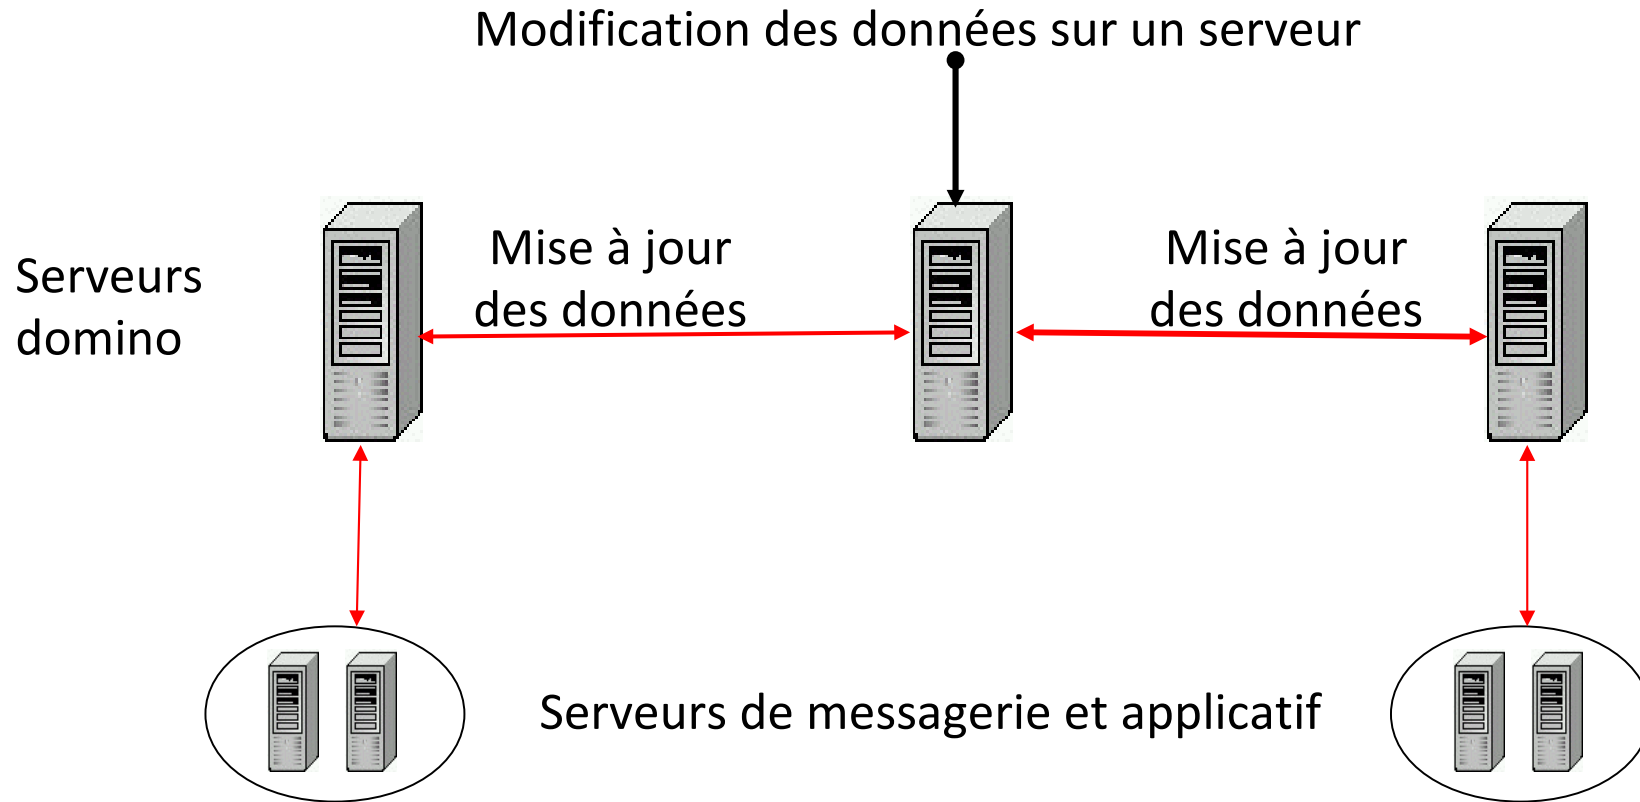 Modification des données sur un serveur
Serveurs
domino
Mise à jour
des données
Mise à jour
des données
Serveurs de messagerie et applicatif